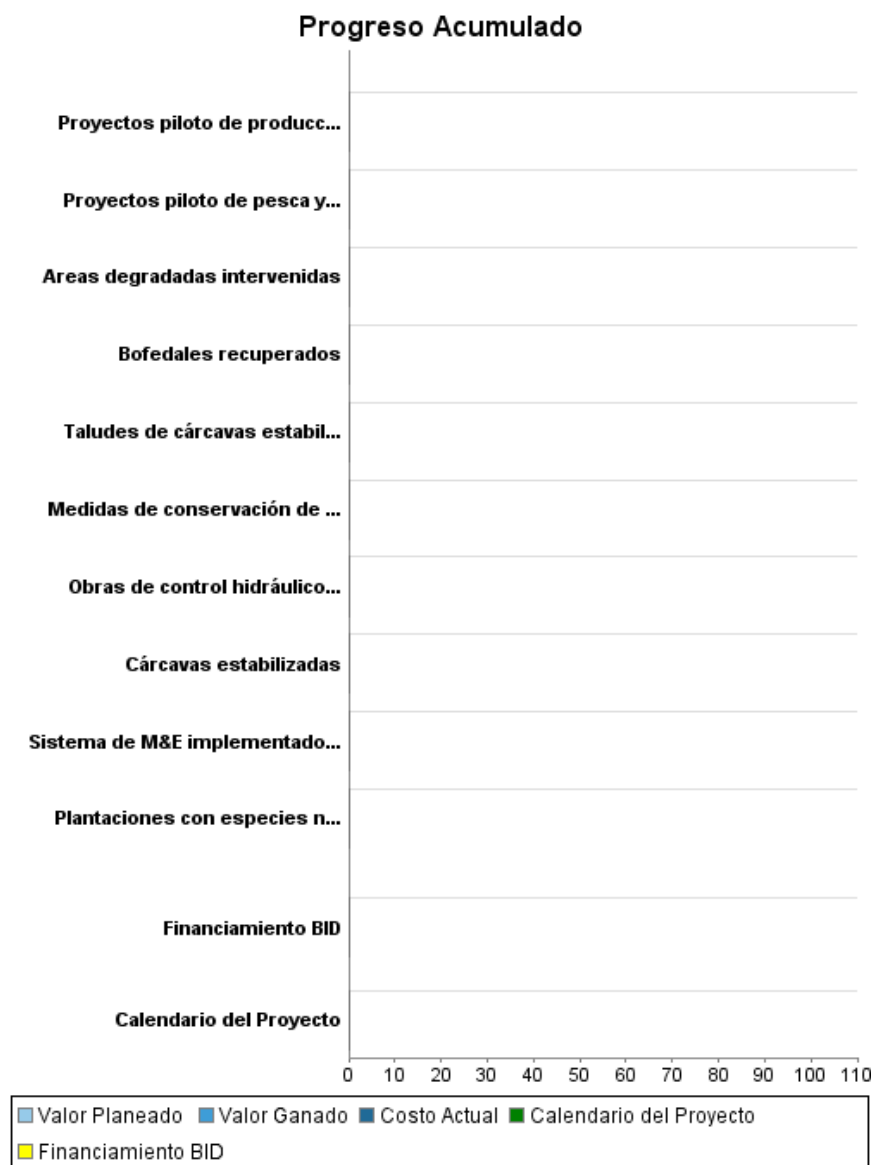 Progreso Acumulado
Proyectos piloto de producc...
Proyectos piloto de pesca y...
Areas degradadas intervenidas
Bofedales recuperados
Taludes de cárcavas estabil...
Medidas de conservación de ...
Obras de control hidráulico...
Cárcavas estabilizadas
Sistema de M&E implementado...
Plantaciones con especies n...
Financiamiento BID
Calendario del Proyecto
0 10 20 30 40 50 60 70 80 90 100 110
Valor Planeado Valor Ganado Costo Actual Calendario del Proyecto
Financiamiento BID